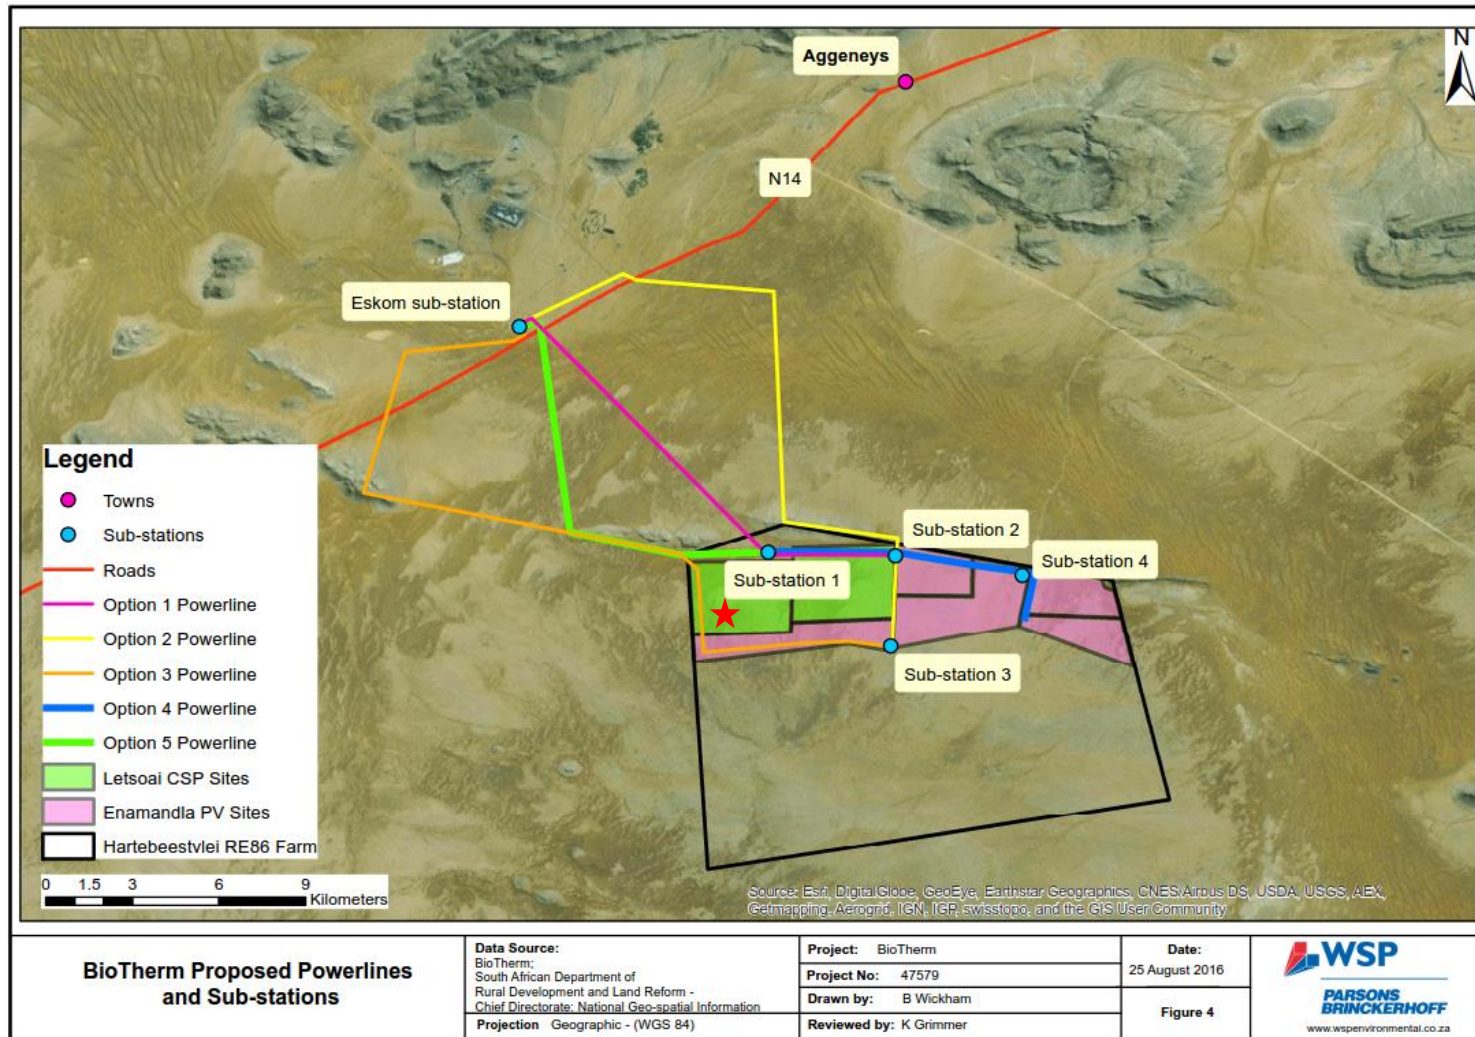 N
Aggeneys
N14
Eskom sub-station
Sub-station 2
Sub-station 1
Sub-station 4
Sub-station 3
Legend
Towns
Sub-stations
Roads
Option 1 Powerline
Option 2 Powerline
Option 3 Powerline
Option 4 Powerline
Option 5 Powerline
Letsoai CSP Sites
Enamandla PV Sites
Hartebeestvlei RE86 Farm
0 1.5 3 6 9
Kilometers
Source: Esri, DigitalGlobe, GeoEye, Earthstar Geographics, CNES/Airbus DS, USDA, USGS, AEX,
Getmapping, Aerogrid, IGN, IGP, swisstopo, and the GIS User Community
BioTherm Proposed Powerlines
and Sub-stations
Data Source:
BioTherm;
South African Department of
Rural Development and Land Reform -
Chief Directorate: National Geo-spatial Information
Projection Geographic - (WGS 84)
Project: BioTherm
Project No: 47579
Drawn by: B Wickham
Reviewed by: K Grimmer
Date:
25 August 2016
Figure 4
WSP
PARSONS
BRINCKERHOFF
www.wspenvironmental.co.za